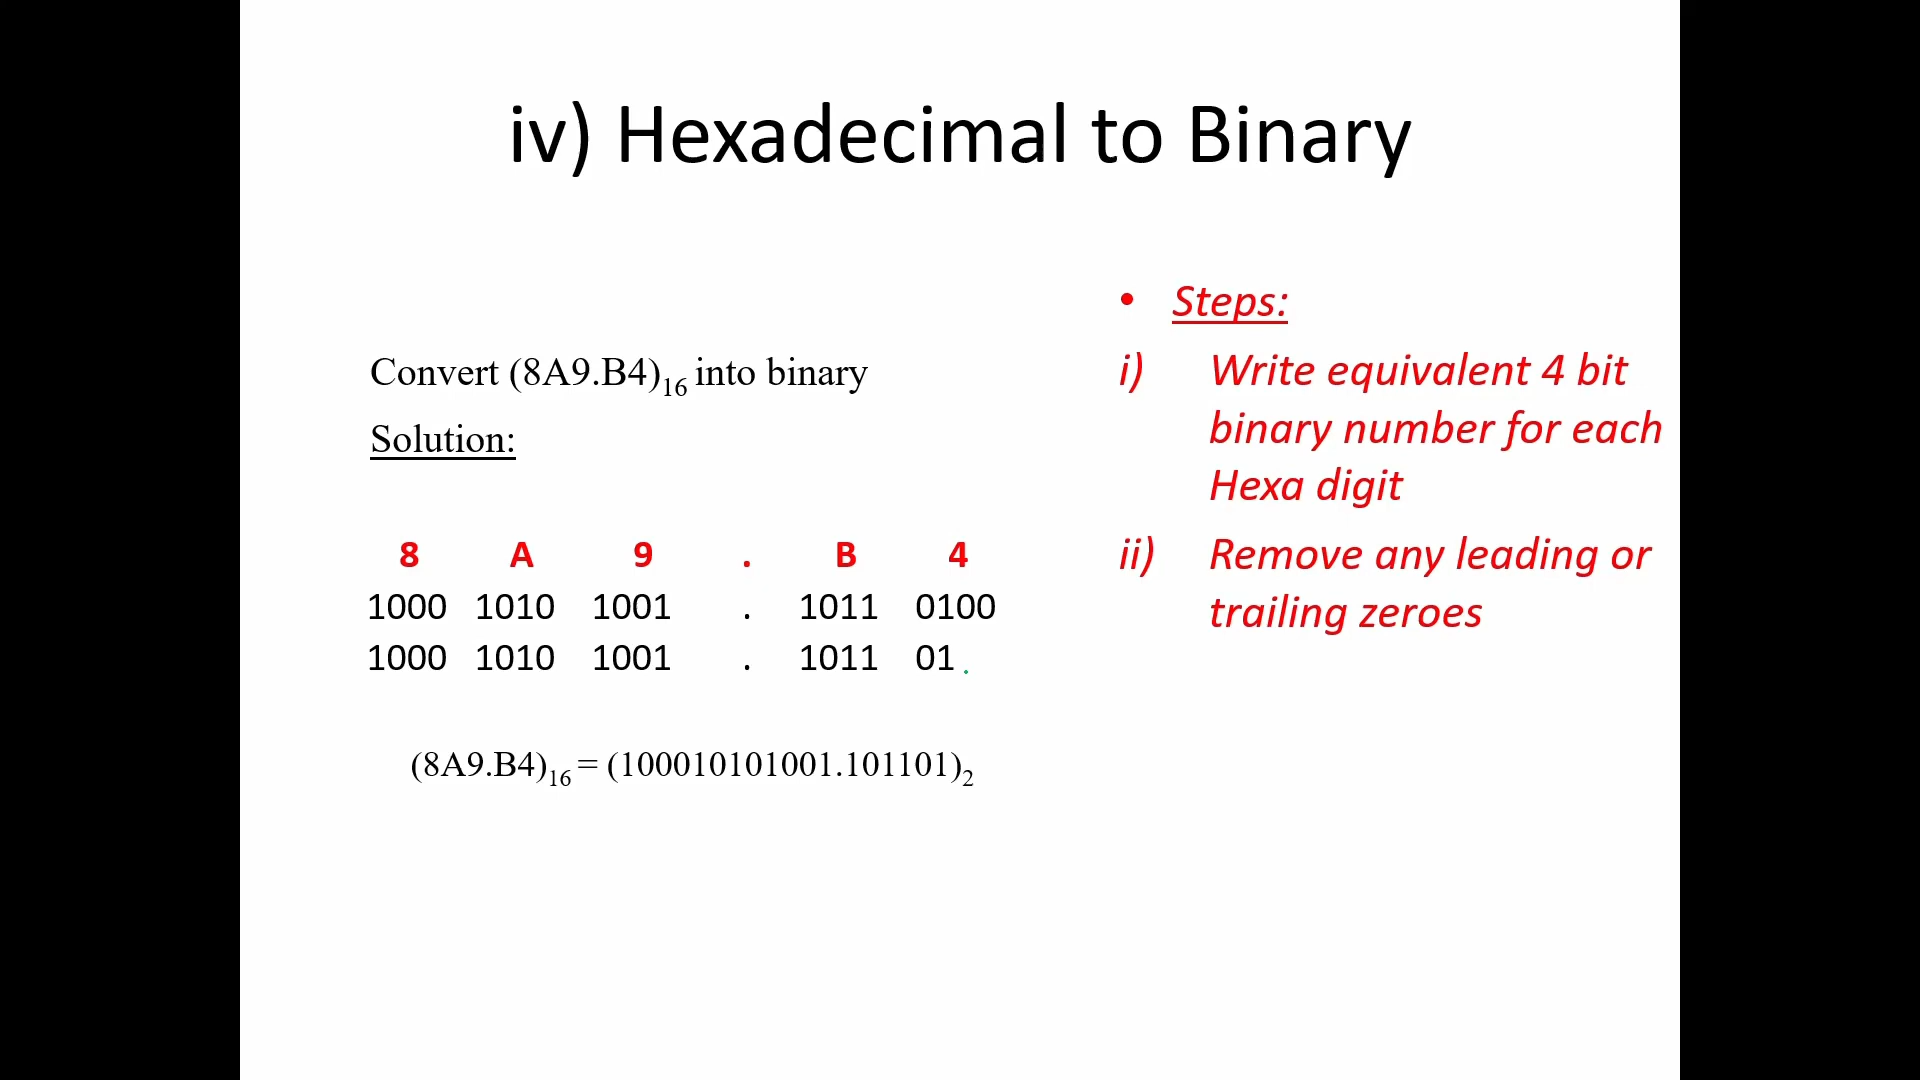 iv) Hexadecimal to Binary
Convert (8A9.B4)16 into binary
Solution:
8 A 9 . B 4
1000 1010 1001 . 1011 0100
1000 1010 1001 . 1011 01
(8A9.B4)16 = (100010101001.101101)2
• Steps:
i) Write equivalent 4 bit
binary number for each
Hexa digit
ii) Remove any leading or
trailing zeroes